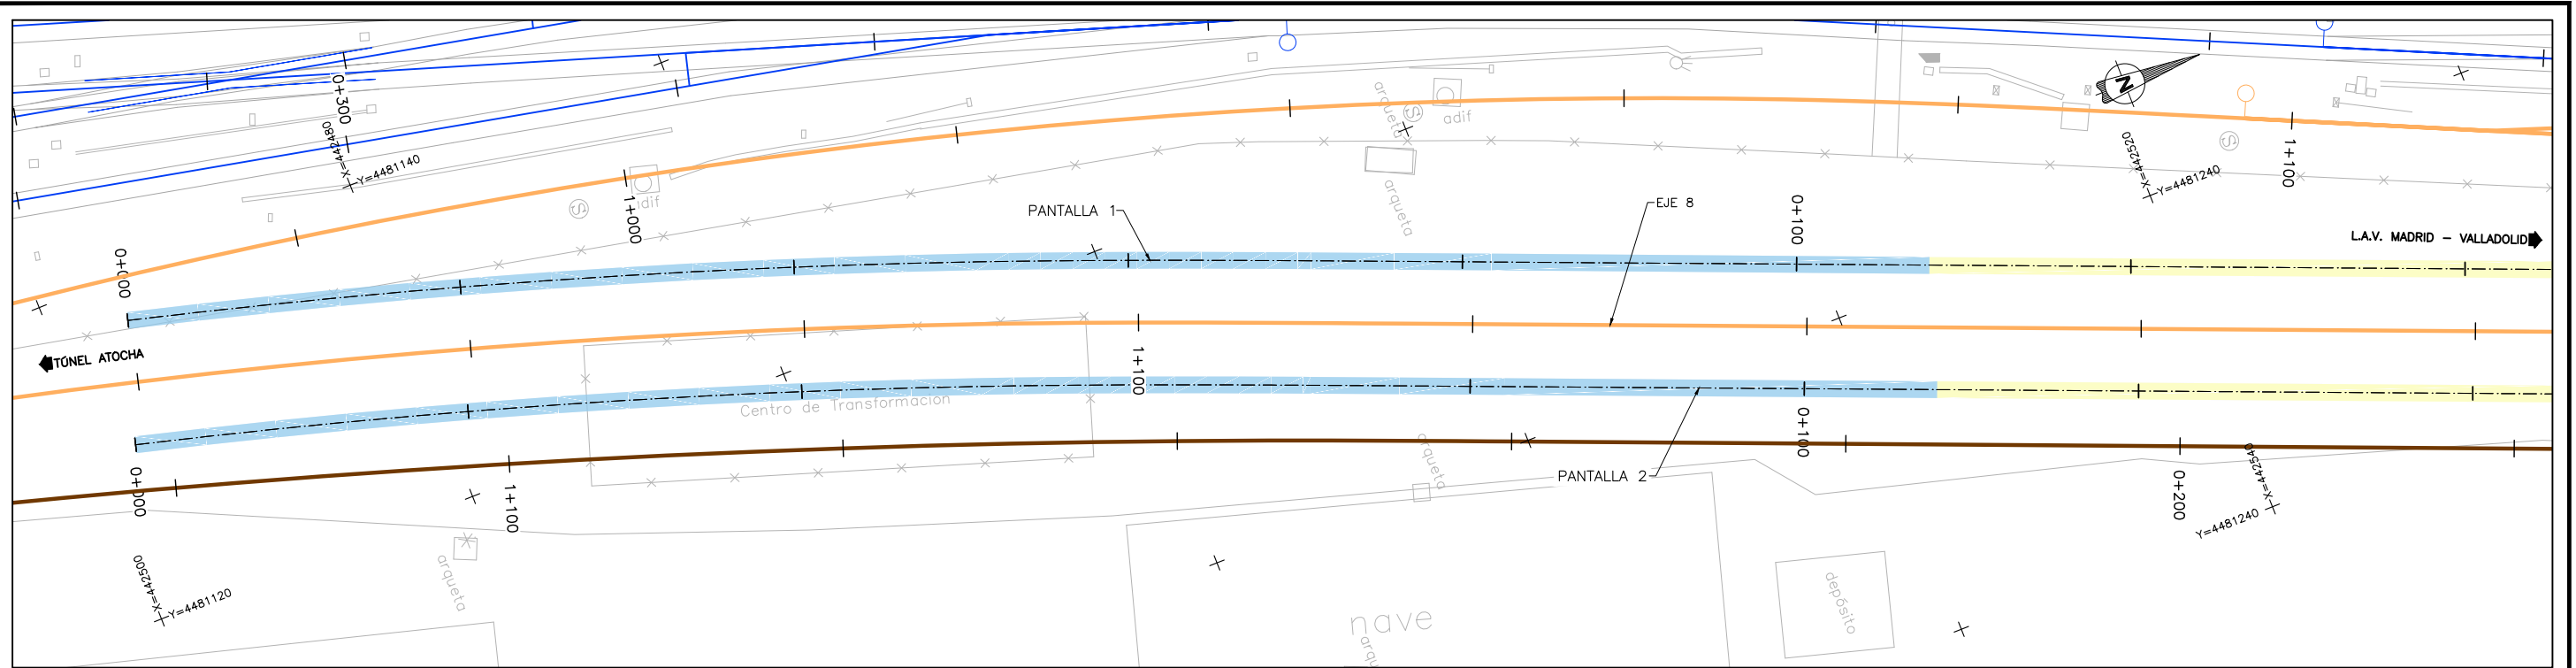 0+300
X=442480
Y=4481140
adif
S
1+000
arqueta
S
adif
arqueta
N
X=442520
Y=4481240
S
1+100
PANTALLA 1
EJE 8
0+100
L.A.V. MADRID - VALLADOLID
0+000
TÚNEL ATOCHA
1+100
Centro de Transformacion
0+000
1+100
arqueta
PANTALLA 2
0+100
0+200
X=442540
Y=4481240
X=442500
Y=4481120
arqueta
nave
depósito